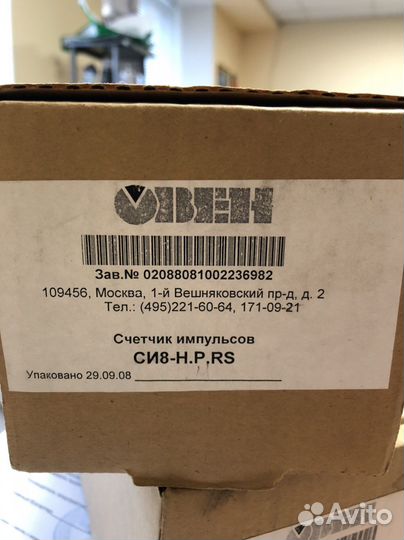 ОВЕН
Зав.№ 02088081002236982
109456, Москва, 1-й Вешняковский пр-д, д. 2
Тел.: (495)221-60-64, 171-09-21
Счетчик импульсов
СИ8-Н.Р.RS
Упаковано 29.09.08
Avito